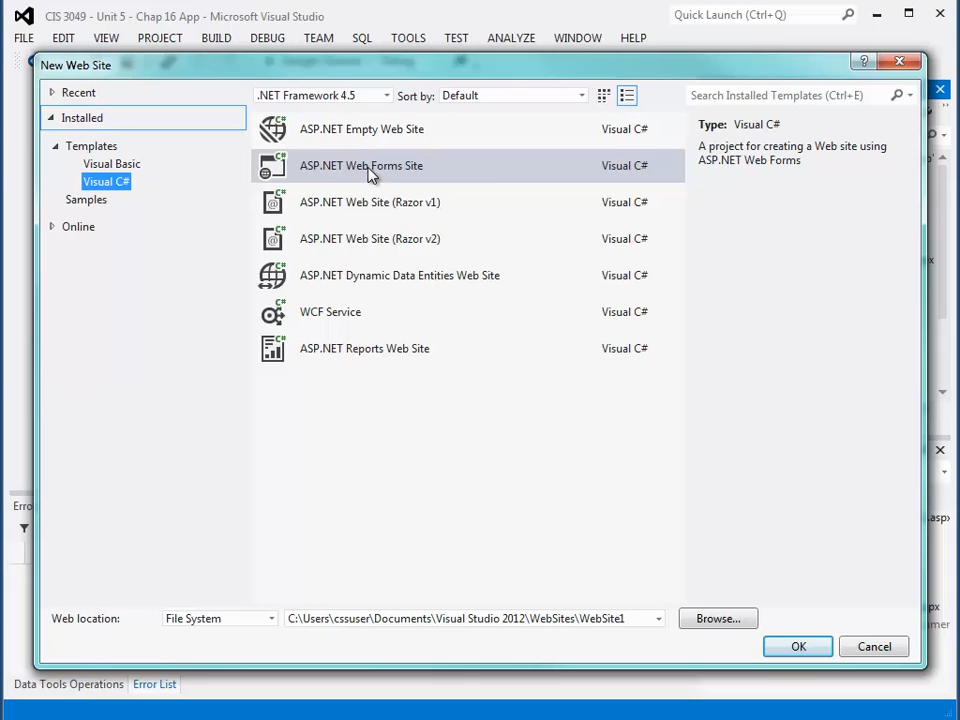 CIS 3049 - Unit 5 - Chap 16 App - Microsoft Visual Studio
Quick Launch (Ctrl+Q)
FILE EDIT VIEW PROJECT BUILD DEBUG TEAM SQL TOOLS TEST ANALYZE WINDOW HELP
New Web Site
Recent
.NET Framework 4.5
Sort by: Default
Search Installed Templates (Ctrl+E)
Installed
Templates
Visual Basic
Visual C#
Samples
Online
ASP.NET Empty Web Site Visual C#
ASP.NET Web Forms Site Visual C#
ASP.NET Web Site (Razor v1) Visual C#
ASP.NET Web Site (Razor v2) Visual C#
ASP.NET Dynamic Data Entities Web Site Visual C#
WCF Service Visual C#
ASP.NET Reports Web Site Visual C#
Type: Visual C#
A project for creating a Web site using
ASP.NET Web Forms
Web location: File System C:\Users\cssuser\Documents\Visual Studio 2012\WebSites\WebSite1 Browse...
OK Cancel
Data Tools Operations Error List